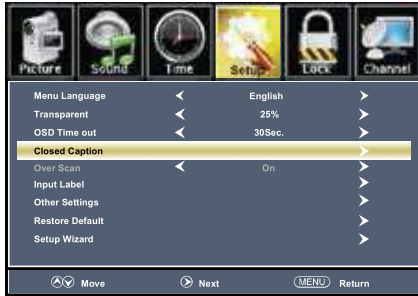 Picture Sound Time Setup Lock Channel
Menu Language English
Transparent 25%
OSD Time out 30Sec.
Closed Caption
Over Scan On
Input Label
Other Settings
Restore Default
Setup Wizard
Move Next MENU Return